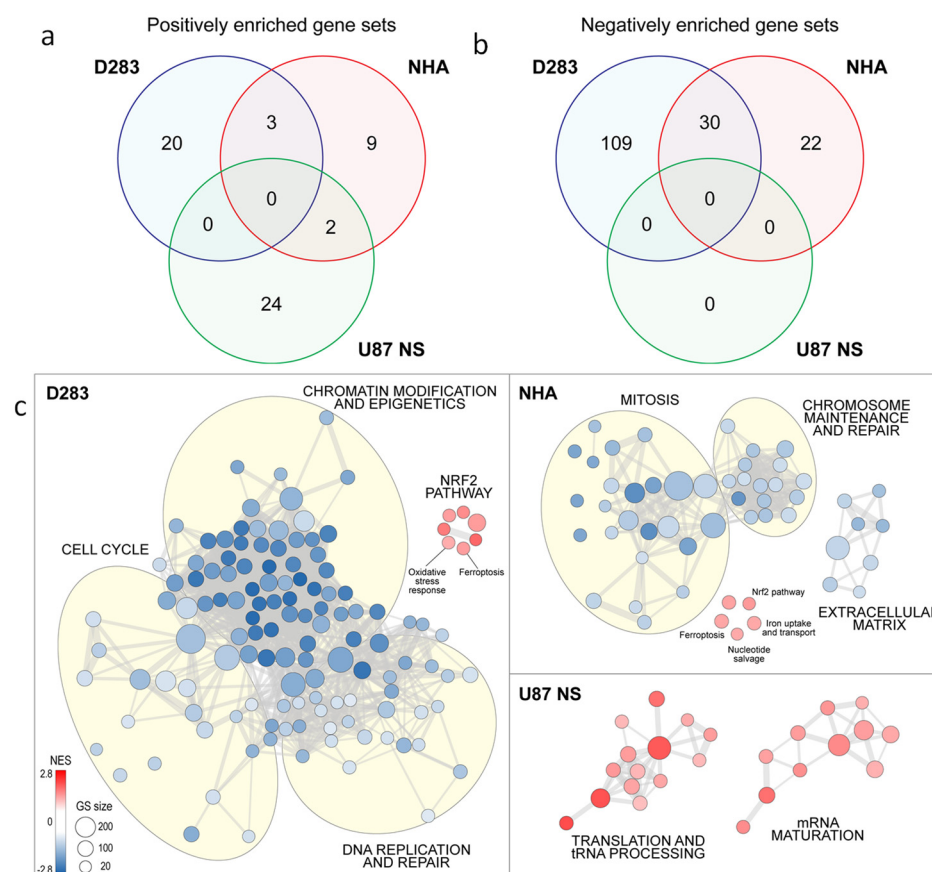 a
Positively enriched gene sets
D283
NHA
20
3
9
0
0
2
24
U87 NS
b
Negatively enriched gene sets
D283
NHA
109
30
22
0
0
0
0
U87 NS
c
D283
CHROMATIN MODIFICATION
AND EPIGENETICS
NRF2
PATHWAY
Oxidative
stress
response
Ferroptosis
CELL CYCLE
DNA REPLICATION
AND REPAIR
NES
2.8
0
-2.8
GS size
200
100
20
NHA
MITOSIS
CHROMOSOME
MAINTENANCE
AND REPAIR
Nrf2 pathway
Iron uptake
and transport
Ferroptosis
Nucleotide
salvage
EXTRACELLULAR
MATRIX
U87 NS
TRANSLATION AND
tRNA PROCESSING
mRNA
MATURATION